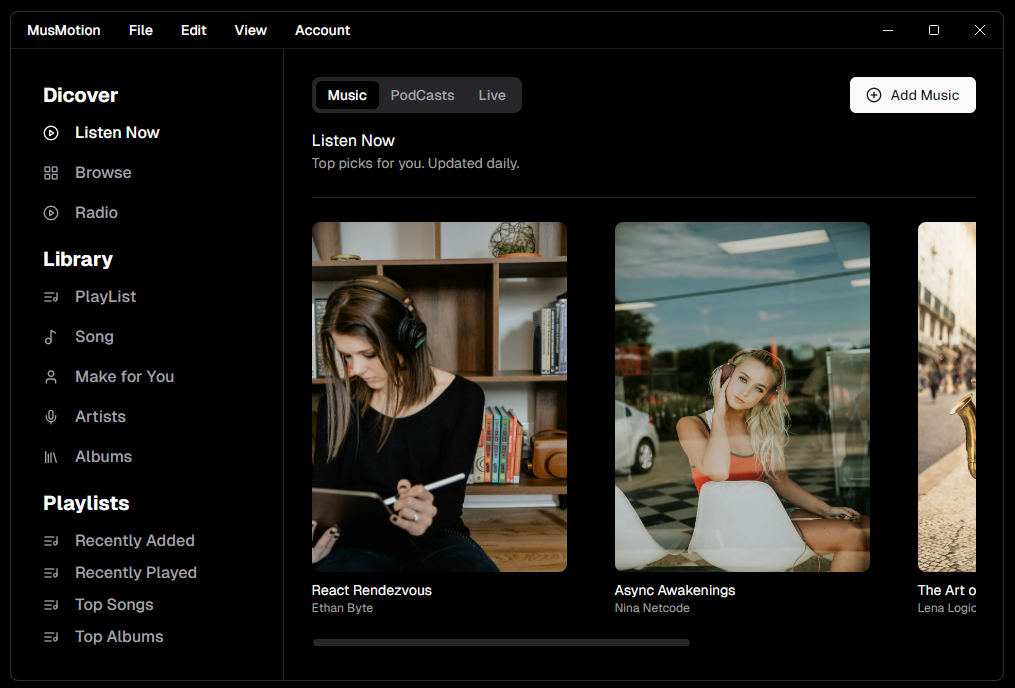 MusMotion File Edit View Account
Dicover
Listen Now
Browse
Radio
Library
PlayList
Song
Make for You
Artists
Albums
Playlists
Recently Added
Recently Played
Top Songs
Top Albums
Music PodCasts Live
Add Music
Listen Now
Top picks for you. Updated daily.
React Rendezvous
Ethan Byte
Async Awakenings
Nina Netcode
The Art o
Lena Logic